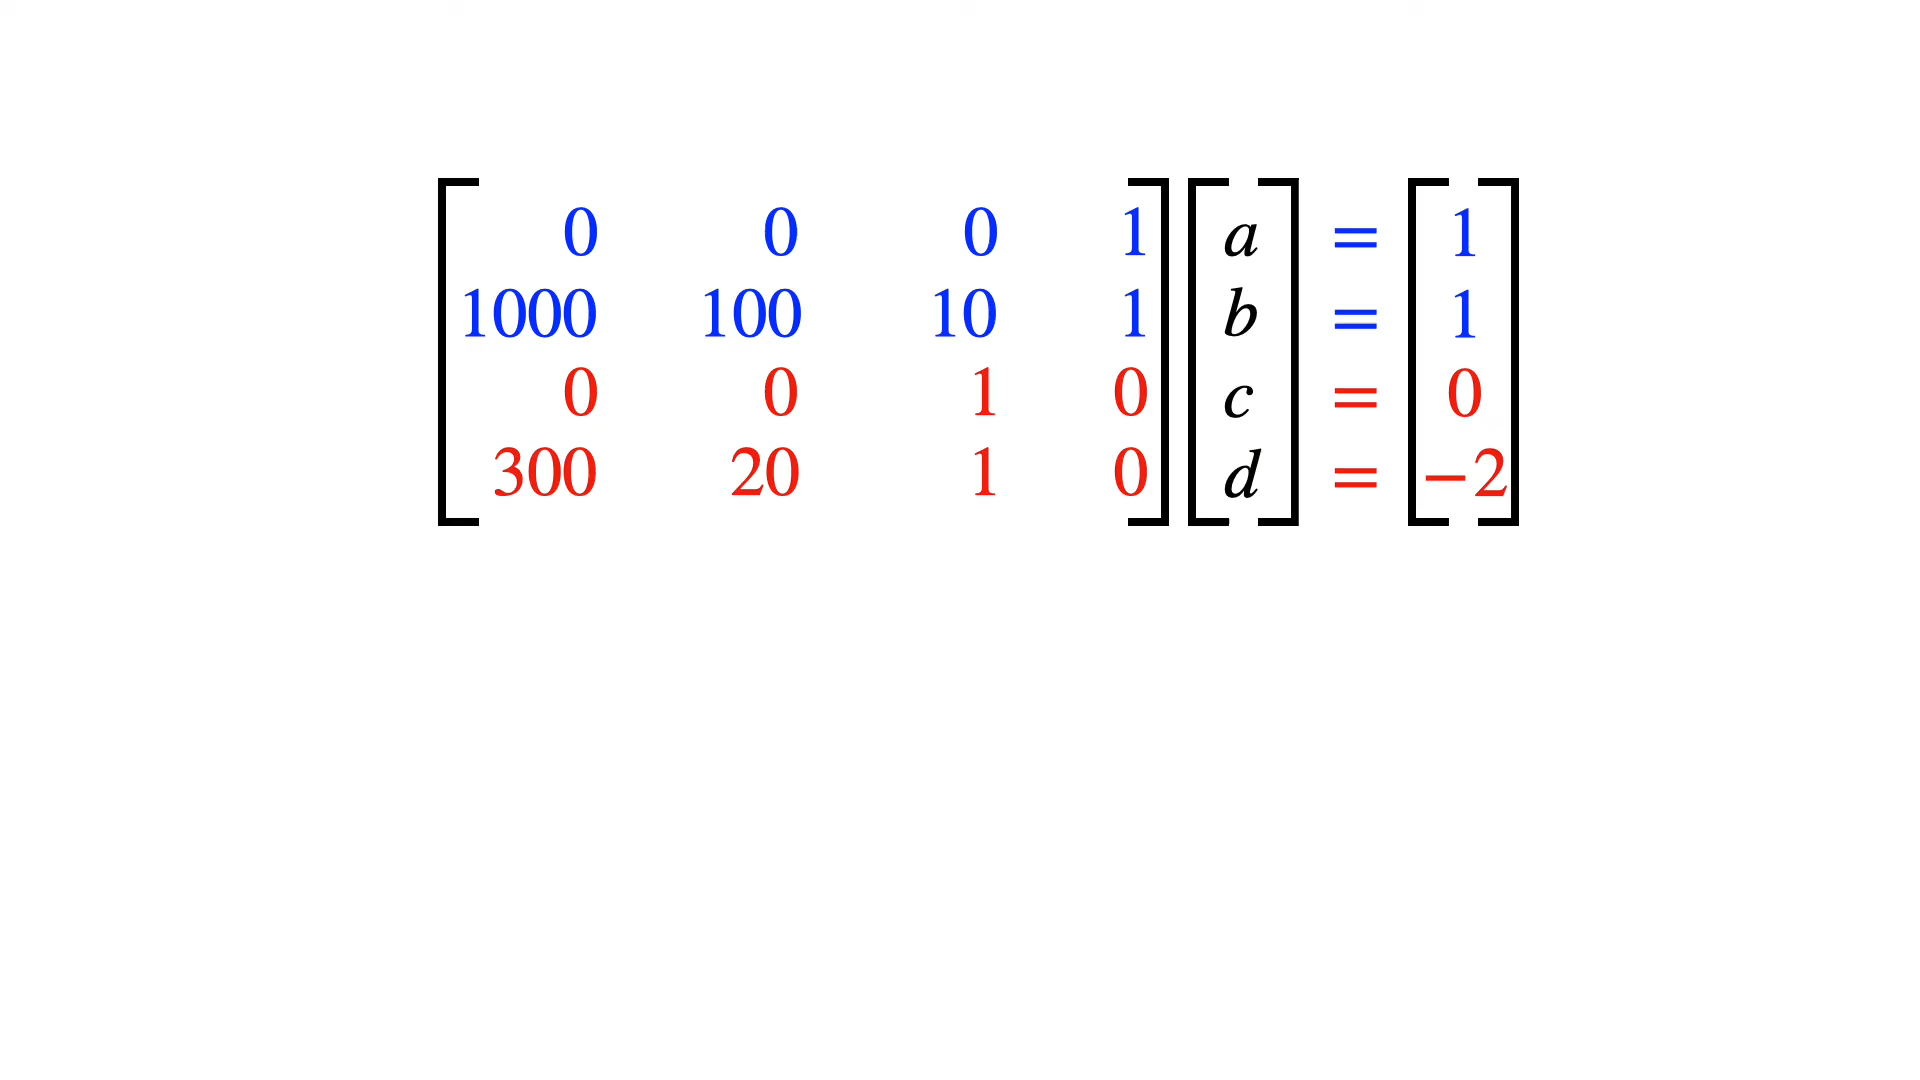 0 0 0 1 a = 1
1000 100 10 1 b = 1
0 0 1 0 c = 0
300 20 1 0 d = −2